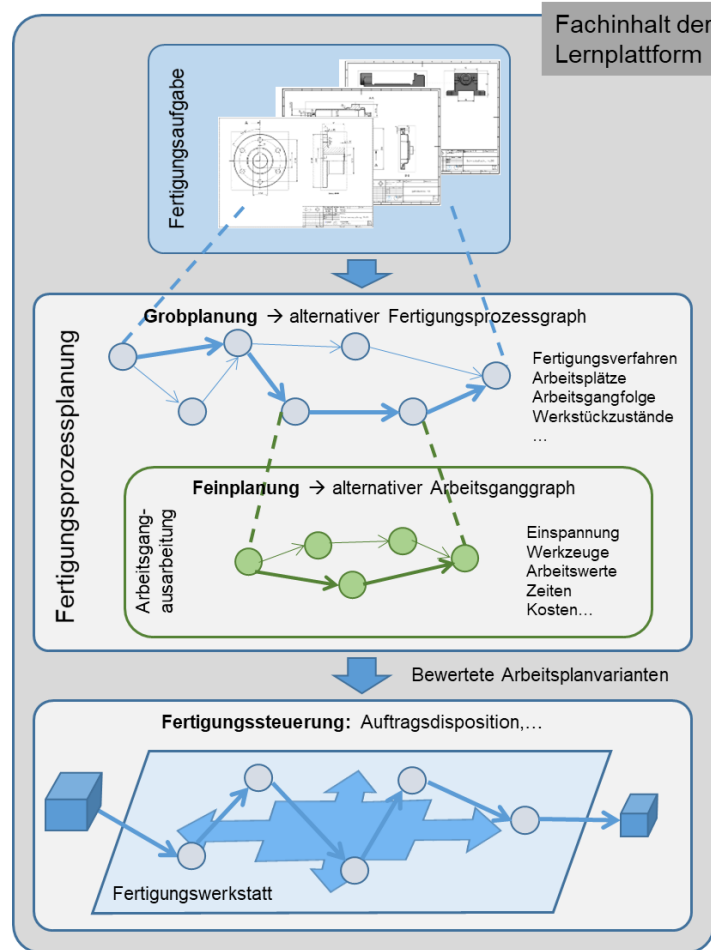 Fachinhalt der
Lernplattform
Fertigungsaufgabe
Fertigungsprozessplanung
Grobplanung → alternativer Fertigungsprozessgraph
Fertigungsverfahren
Arbeitsplätze
Arbeitsgangfolge
Werkstückzustände
…
Feinplanung → alternativer Arbeitsganggraph
Arbeitsgang-
ausarbeitung
Einspannung
Werkzeuge
Arbeitswerte
Zeiten
Kosten…
Bewertete Arbeitsplanvarianten
Fertigungssteuerung: Auftragsdisposition,…
Fertigungswerkstatt